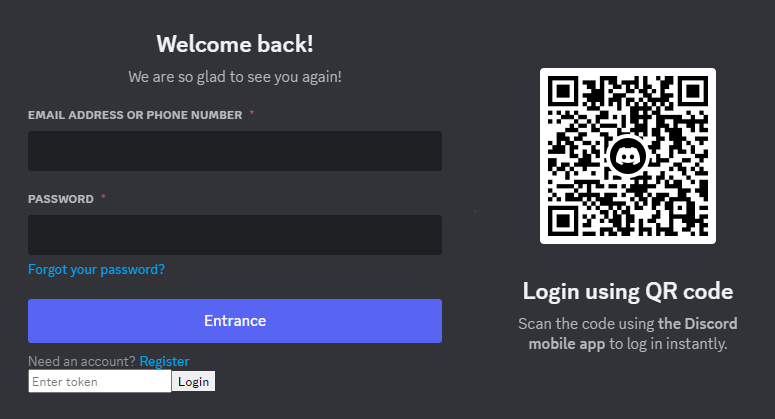 Welcome back!
We are so glad to see you again!
EMAIL ADDRESS OR PHONE NUMBER *
PASSWORD *
Forgot your password?
Entrance
Need an account? Register
Enter token Login
Login using QR code
Scan the code using the Discord
mobile app to log in instantly.